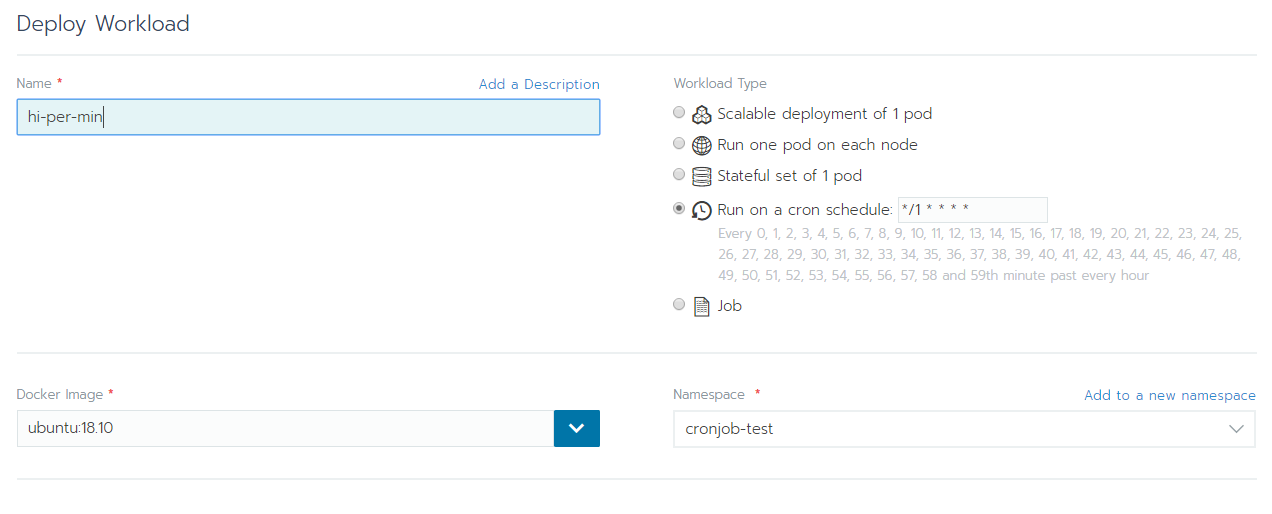 Deploy Workload
Name *
Add a Description
hi-per-min
Workload Type
Scalable deployment of 1 pod
Run one pod on each node
Stateful set of 1 pod
Run on a cron schedule: */1 * * * *
Every 0, 1, 2, 3, 4, 5, 6, 7, 8, 9, 10, 11, 12, 13, 14, 15, 16, 17, 18, 19, 20, 21, 22, 23, 24, 25,
26, 27, 28, 29, 30, 31, 32, 33, 34, 35, 36, 37, 38, 39, 40, 41, 42, 43, 44, 45, 46, 47, 48,
49, 50, 51, 52, 53, 54, 55, 56, 57, 58 and 59th minute past every hour
Job
Docker Image *
ubuntu:18.10
Namespace *
Add to a new namespace
cronjob-test